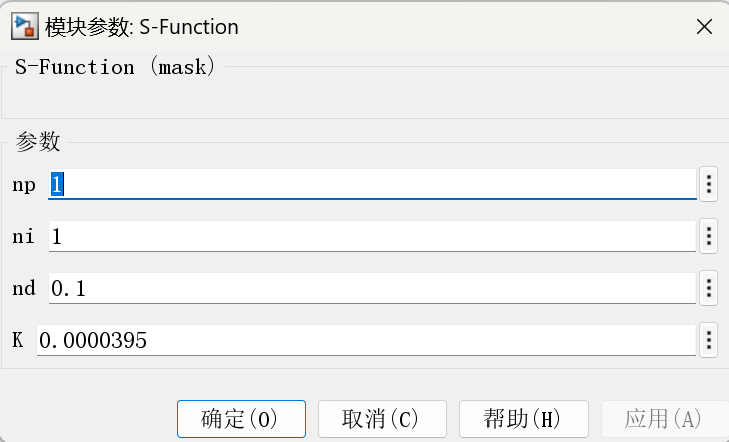 模块参数: S-Function
S-Function (mask)
参数
np 1
ni 1
nd 0.1
K 0.0000395
确定(O) 取消(C) 帮助(H) 应用(A)